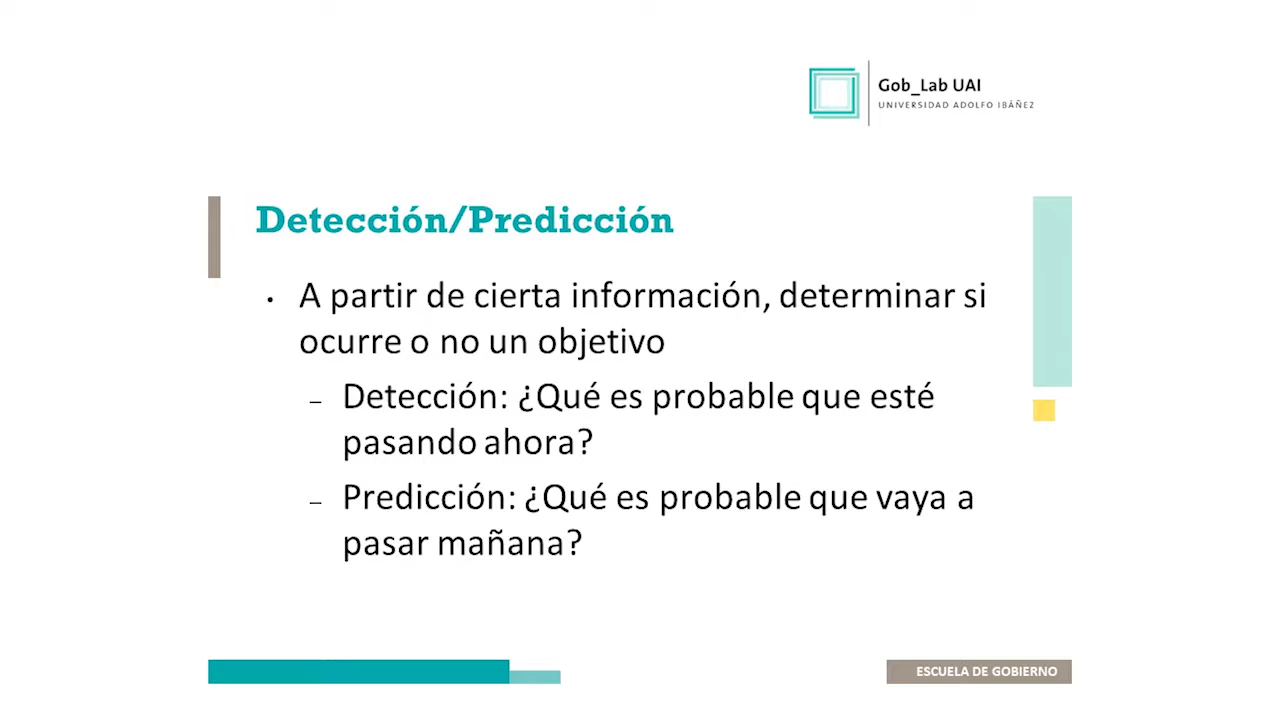 Gob_Lab UAI
UNIVERSIDAD ADOLFO IBÁÑEZ
Detección/Predicción
• A partir de cierta información, determinar si
ocurre o no un objetivo
– Detección: ¿Qué es probable que esté
pasando ahora?
– Predicción: ¿Qué es probable que vaya a
pasar mañana?
ESCUELA DE GOBIERNO